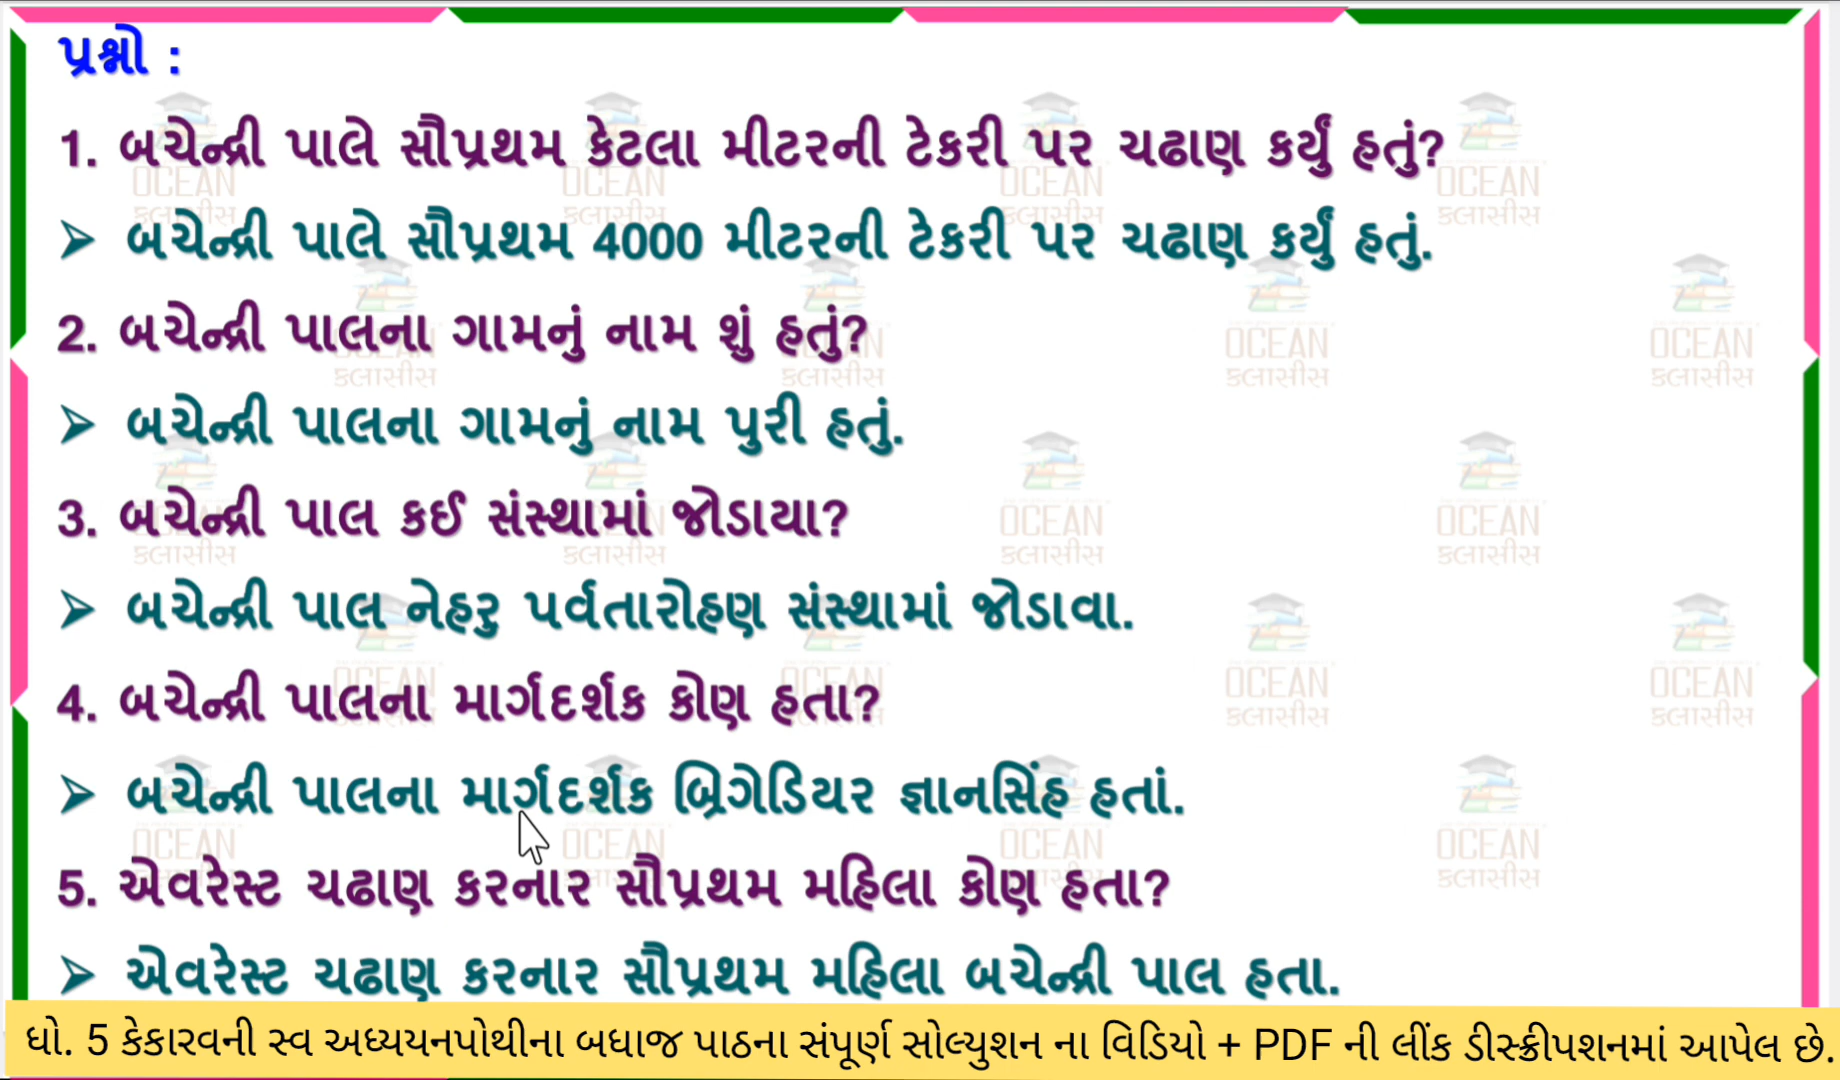 પ્રશ્નો :
1. બચેન્દ્રી પાલે સૌપ્રથમ કેટલા મીટરની ટેકરી પર ચઢાણ કર્યું હતું?
➢ બચેન્દ્રી પાલે સૌપ્રથમ 4000 મીટરની ટેકરી પર ચઢાણ કર્યું હતું.
2. બચેન્દ્રી પાલના ગામનું નામ શું હતું?
➢ બચેન્દ્રી પાલના ગામનું નામ પુરી હતું.
3. બચેન્દ્રી પાલ કઈ સંસ્થામાં જોડાયા?
➢ બચેન્દ્રી પાલ નેહરુ પર્વતારોહણ સંસ્થામાં જોડાવા.
4. બચેન્દ્રી પાલના માર્ગદર્શક કોણ હતા?
➢ બચેન્દ્રી પાલના માર્ગદર્શક બ્રિગેડિયર જ્ઞાનસિંહ હતાં.
5. એવરેસ્ટ ચઢાણ કરનાર સૌપ્રથમ મહિલા કોણ હતા?
➢ એવરેસ્ટ ચઢાણ કરનાર સૌપ્રથમ મહિલા બચેન્દ્રી પાલ હતા.
ધો. 5 કેકારવની સ્વ અધ્યયનપોથીના બધાજ પાઠના સંપૂર્ણ સોલ્યુશન ના વિડિયો + PDF ની લીંક ડીસ્ક્રીપશનમાં આપેલ છે.
OCEAN
કલાસીસ